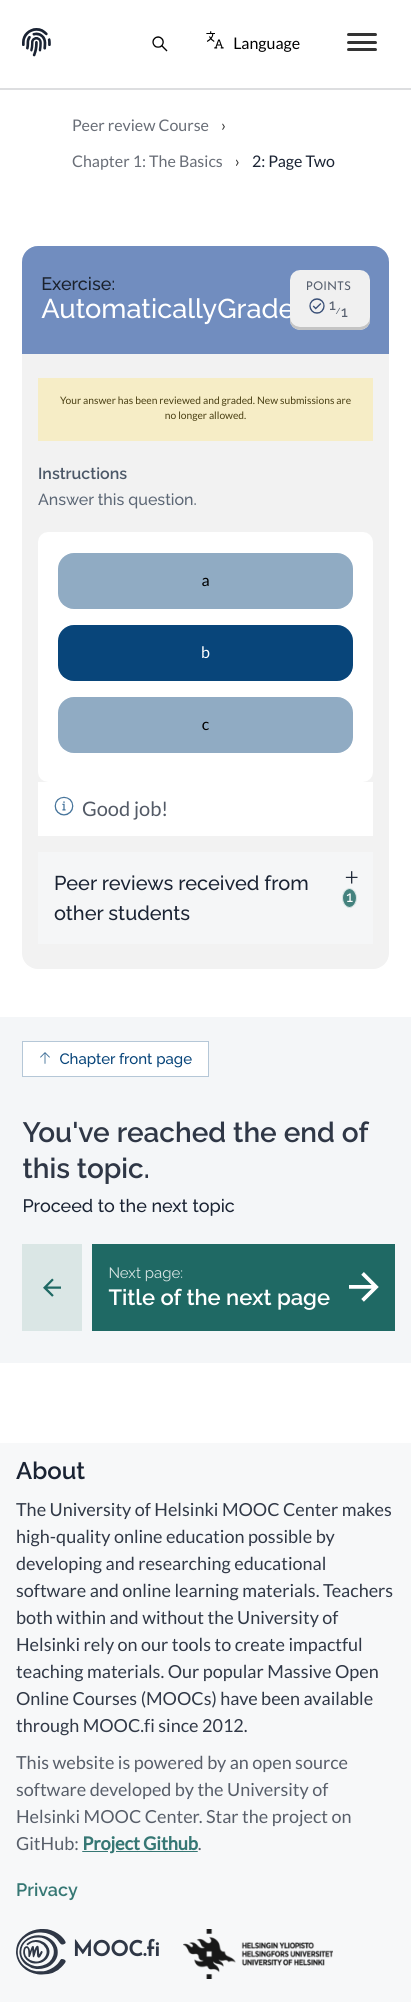 Language
Peer review Course ›
Chapter 1: The Basics › 2: Page Two
Exercise:
AutomaticallyGrade
POINTS
1/1
Your answer has been reviewed and graded. New submissions are
no longer allowed.
Instructions
Answer this question.
a
b
c
Good job!
Peer reviews received from
other students
1
Chapter front page
You've reached the end of
this topic.
Proceed to the next topic
Next page:
Title of the next page
About
The University of Helsinki MOOC Center makes
high-quality online education possible by
developing and researching educational
software and online learning materials. Teachers
both within and without the University of
Helsinki rely on our tools to create impactful
teaching materials. Our popular Massive Open
Online Courses (MOOCs) have been available
through MOOC.fi since 2012.
This website is powered by an open source
software developed by the University of
Helsinki MOOC Center. Star the project on
GitHub: Project Github.
Privacy
MOOC.fi
HELSINGIN YLIOPISTO
HELSINGFORS UNIVERSITET
UNIVERSITY OF HELSINKI